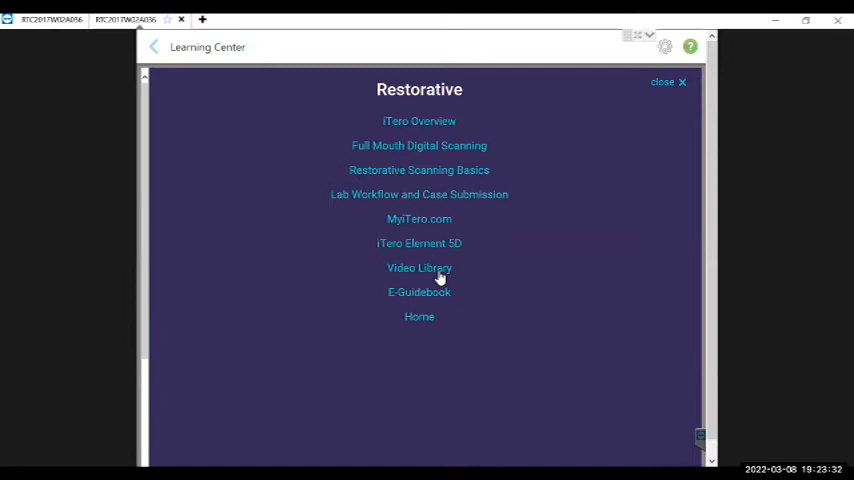 RTC2017W02A036
RTC2017W02A036
Learning Center
Restorative
close
iTero Overview
Full Mouth Digital Scanning
Restorative Scanning Basics
Lab Workflow and Case Submission
MyiTero.com
iTero Element 5D
Video Library
E-Guidebook
Home
2022-03-08 19:23:32